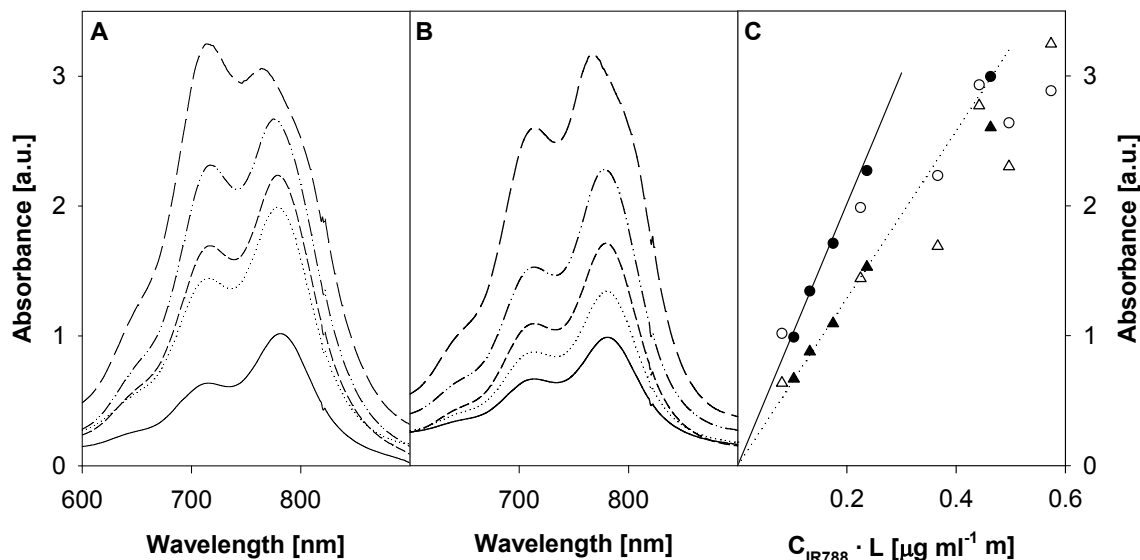 A
B
C
Absorbance [a.u.]
3
2
1
0
600
700
800
Wavelength [nm]
700
800
Wavelength [nm]
0.2
0.4
0.6
C_IR788 · L [µg ml⁻¹ m]
3
2
1
0
Absorbance [a.u.]